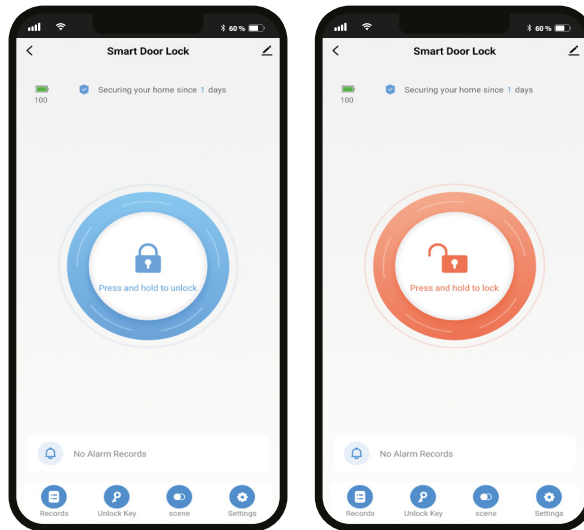 60 %
Smart Door Lock
Securing your home since 1 days
100
Press and hold to unlock
No Alarm Records
Records
Unlock Key
scene
Settings
60 %
Smart Door Lock
Securing your home since 1 days
100
Press and hold to lock
No Alarm Records
Records
Unlock Key
scene
Settings